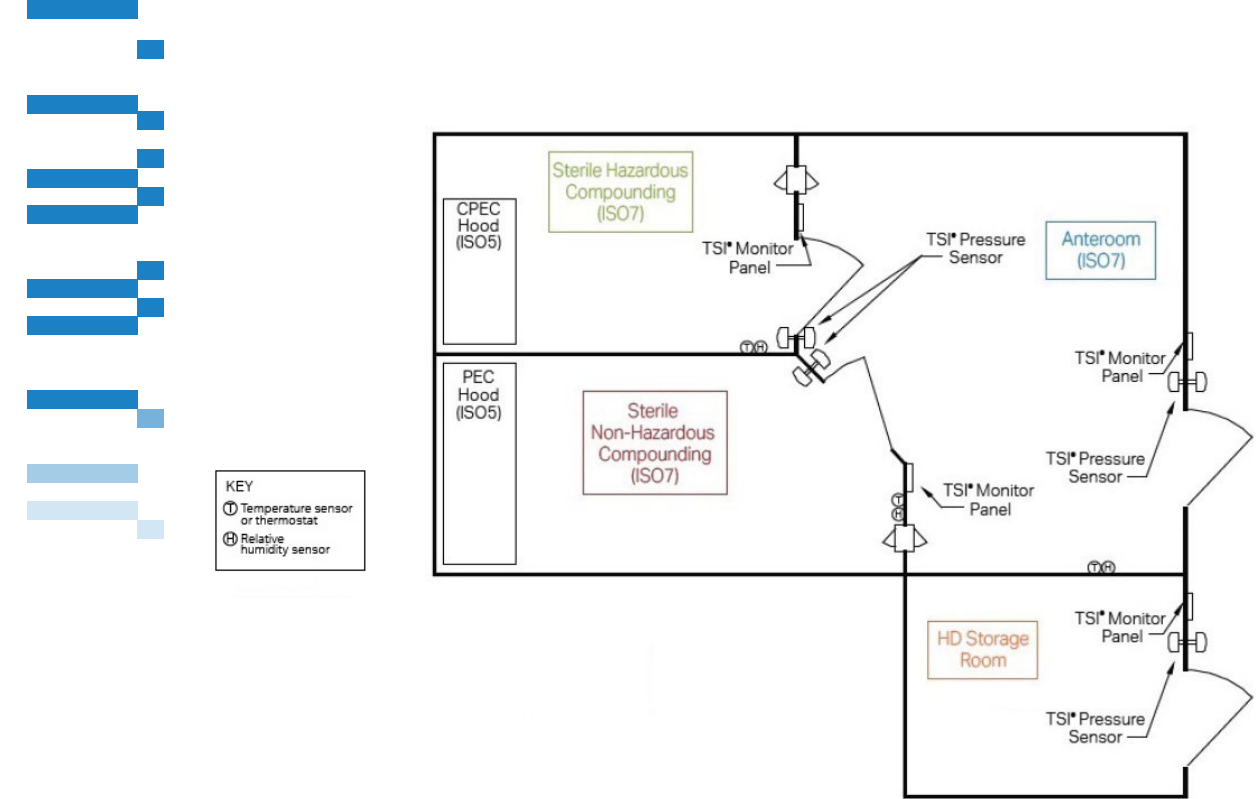 Sterile Hazardous
Compounding
(ISO7)
CPEC
Hood
(ISO5)
TSI® Monitor
Panel
TSI® Pressure
Sensor
Anteroom
(ISO7)
T H
TSI® Monitor
Panel
PEC
Hood
(ISO5)
Sterile
Non-Hazardous
Compounding
(ISO7)
TSI® Pressure
Sensor
TSI® Monitor
Panel
T
H
KEY
T Temperature sensor
or thermostat
H Relative
humidity sensor
T H
TSI® Monitor
Panel
HD Storage
Room
TSI® Pressure
Sensor